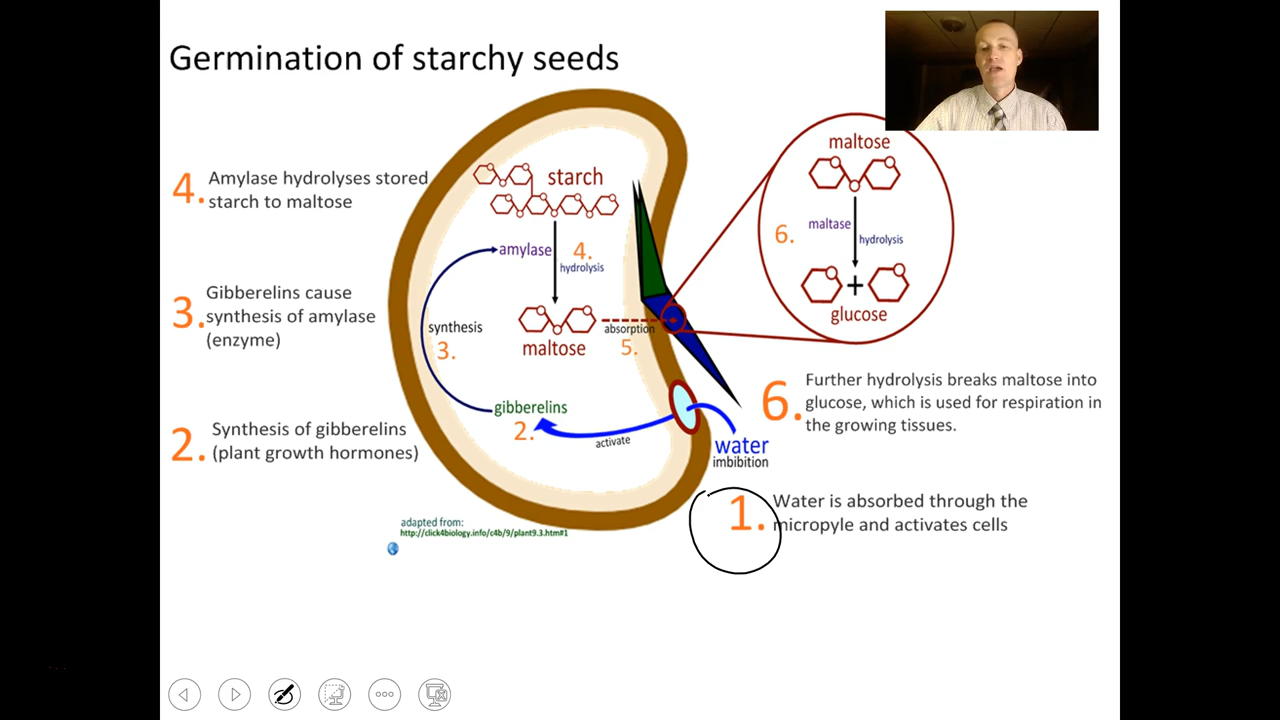 Germination of starchy seeds
4. Amylase hydrolyses stored
starch to maltose
3. Gibberelins cause
synthesis of amylase
(enzyme)
2. Synthesis of gibberelins
(plant growth hormones)
starch
amylase
4.
hydrolysis
synthesis
3.
maltose
absorption
5.
gibberelins
2.
activate
water
imbibition
maltose
6.
maltase
hydrolysis
+
glucose
6. Further hydrolysis breaks maltose into
glucose, which is used for respiration in
the growing tissues.
1. Water is absorbed through the
micropyle and activates cells
adapted from:
http://click4biology.info/c4b/9/plant9.3.htm#1